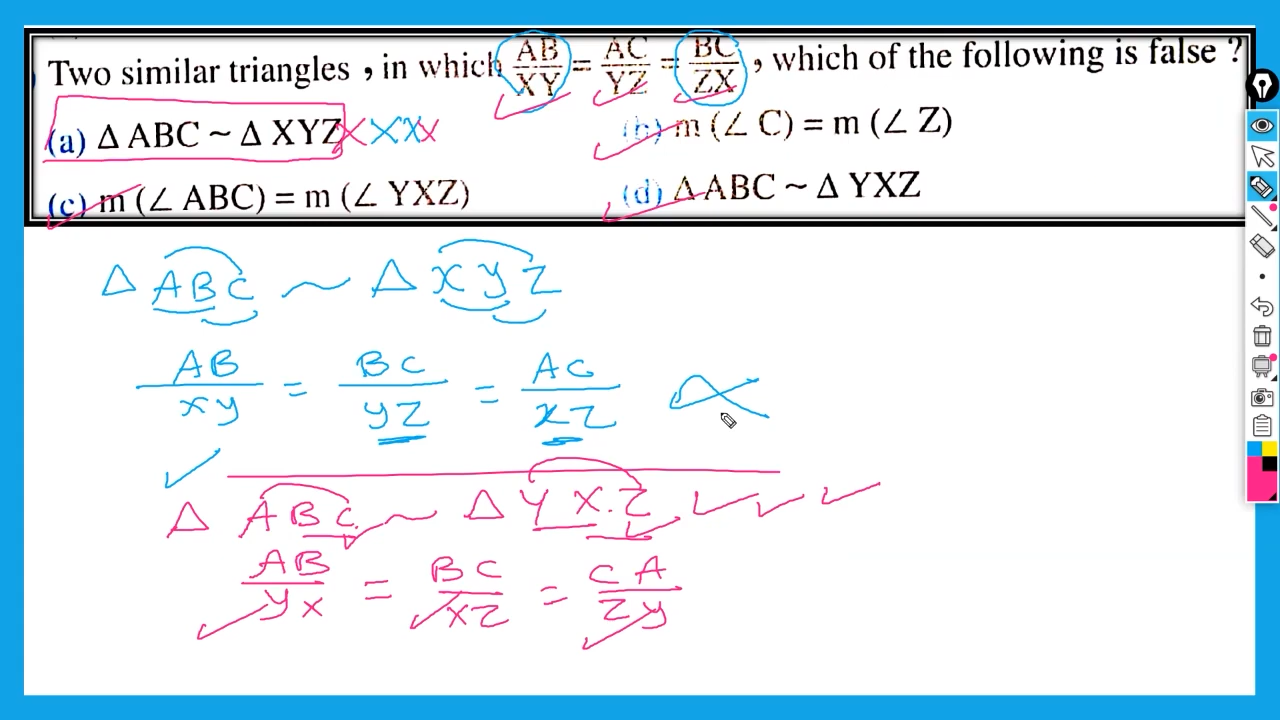 Two similar triangles , in which AB/XY = AC/YZ = BC/ZX , which of the following is false ?
(a) Δ ABC ~ Δ XYZ XXXX (b) m (∠ C) = m (∠ Z)
(c) m (∠ ABC) = m (∠ YXZ) (d) Δ ABC ~ Δ YXZ
Δ ABC ~ Δ XYZ
AB/XY = BC/YZ = AC/XZ
Δ ABC ~ Δ YXZ
AB/YX = BC/XZ = CA/ZY